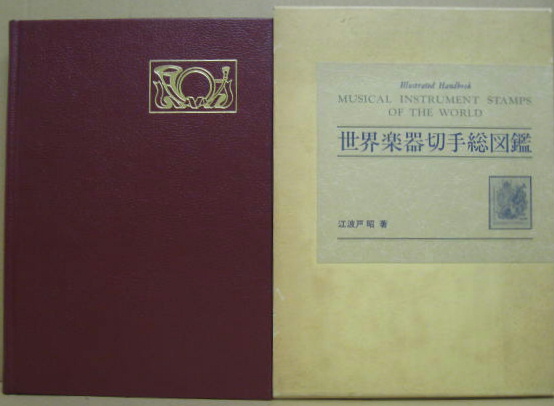 Illustrated Handbook
MUSICAL INSTRUMENT STAMPS
OF THE WORLD
世界楽器切手総図鑑
江波戸 昭 著